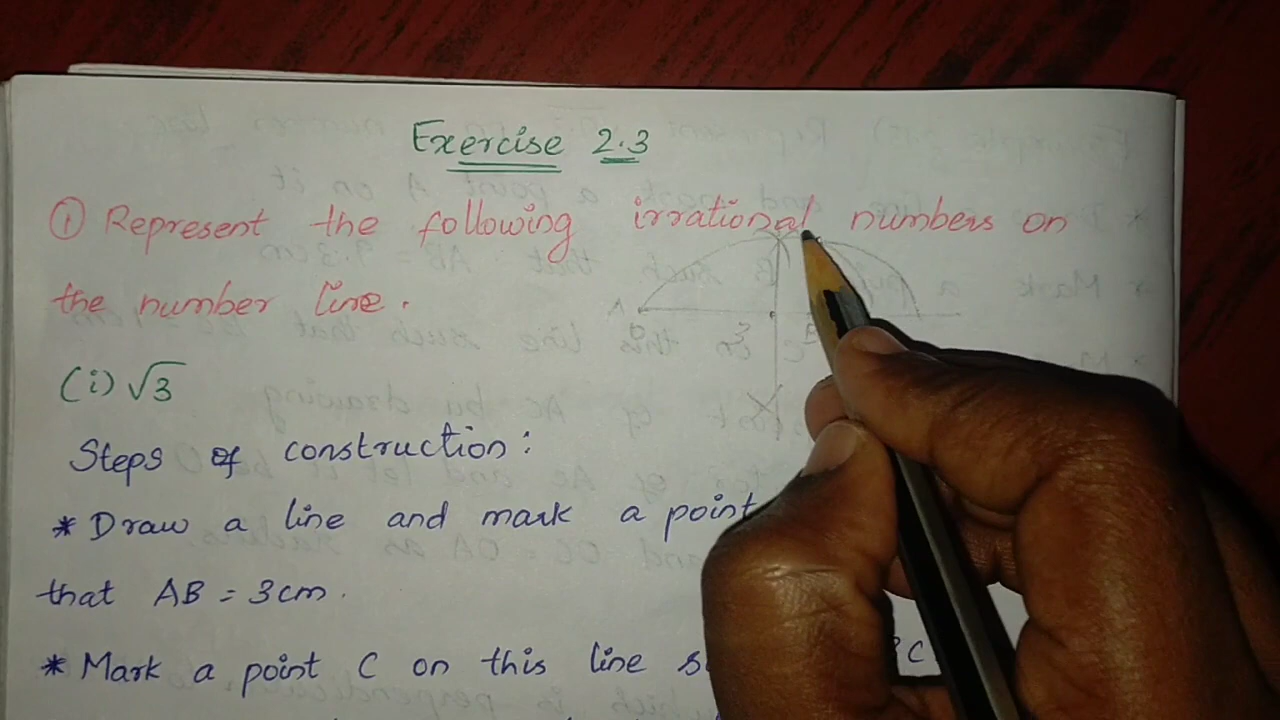 Exercise 2.3
① Represent the following irrational numbers on
the number line.
(i) √3
Steps of construction:
* Draw a line and mark a point
that AB = 3cm.
* Mark a point C on this line